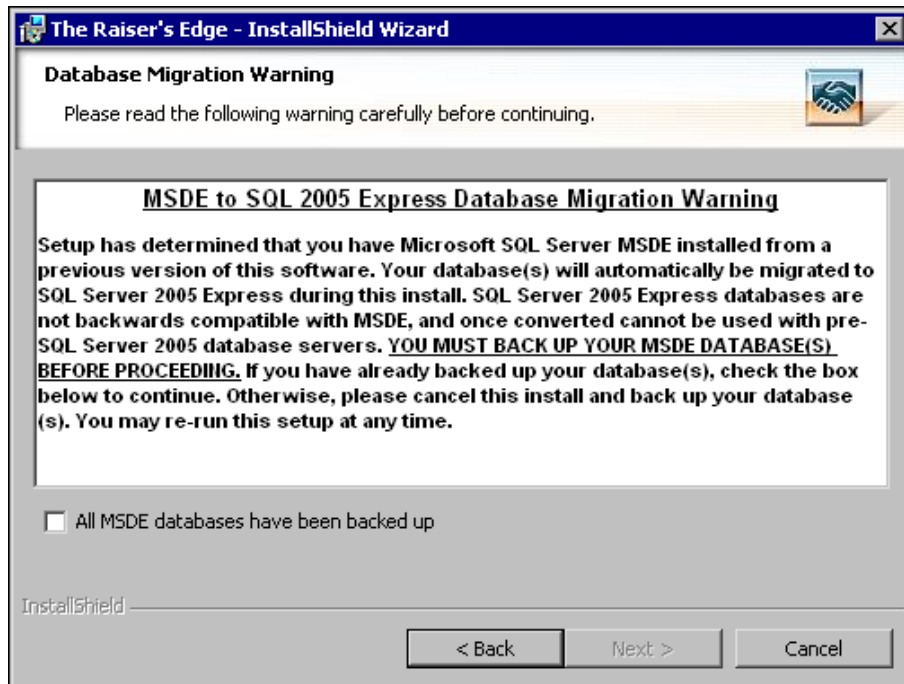 The Raiser's Edge - InstallShield Wizard
Database Migration Warning
Please read the following warning carefully before continuing.
MSDE to SQL 2005 Express Database Migration Warning
Setup has determined that you have Microsoft SQL Server MSDE installed from a
previous version of this software. Your database(s) will automatically be migrated to
SQL Server 2005 Express during this install. SQL Server 2005 Express databases are
not backwards compatible with MSDE, and once converted cannot be used with pre-
SQL Server 2005 database servers. YOU MUST BACK UP YOUR MSDE DATABASE(S)
BEFORE PROCEEDING. If you have already backed up your database(s), check the box
below to continue. Otherwise, please cancel this install and back up your database
(s). You may re-run this setup at any time.
All MSDE databases have been backed up
InstallShield
< Back
Next >
Cancel